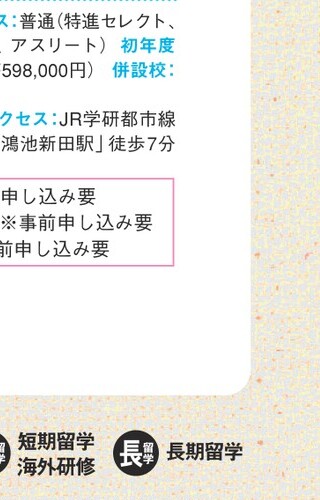 ス：普通（特進セレクト、
、アスリート） 初年度
598,000円） 併設校：
クセス：JR学研都市線
鴻池新田駅」徒歩7分
申し込み要
※事前申し込み要
前申し込み要
短期留学
海外研修
長留学 長期留学